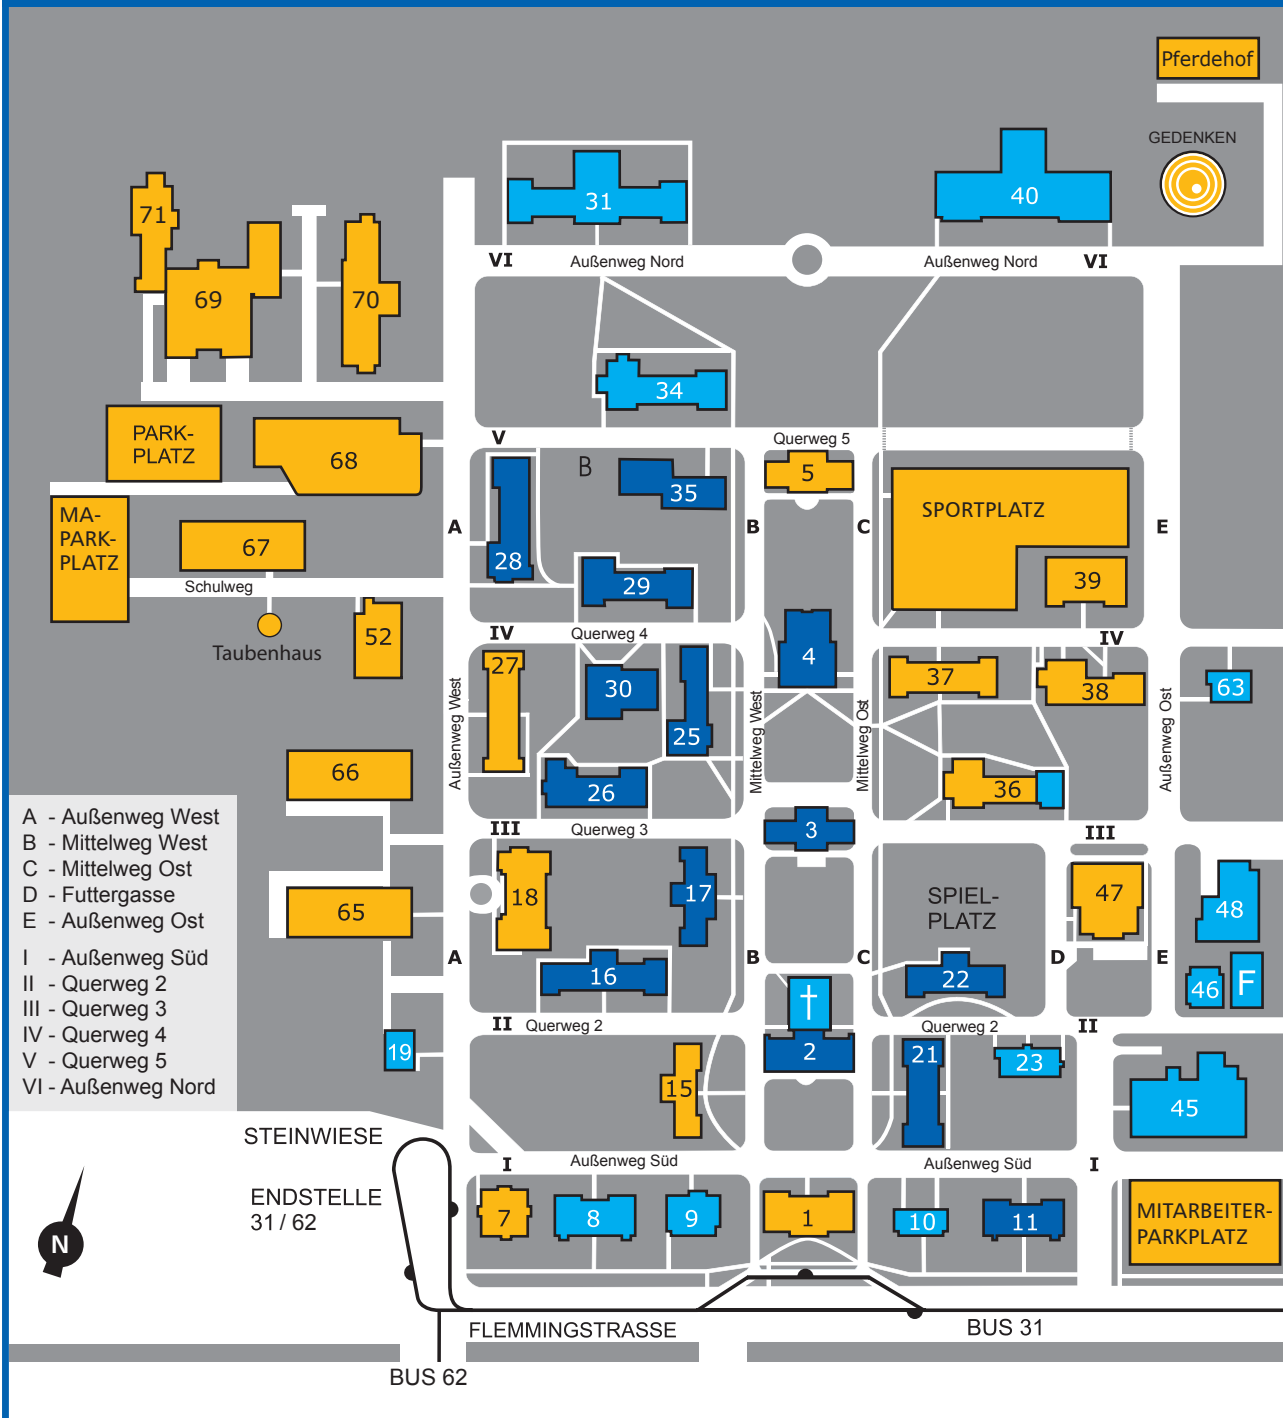 Pferdehof
GEDENKEN
31
40
71
69
70
VI
Außenweg Nord
Außenweg Nord
VI
34
PARK-
PLATZ
68
V
Querweg 5
B
5
35
MA-
PARK-
PLATZ
67
A
28
B
C
SPORTPLATZ
E
Schulweg
29
39
Taubenhaus
52
IV
Querweg 4
IV
27
30
25
4
37
38
63
Außenweg West
Mittelweg West
Mittelweg Ost
Außenweg Ost
66
26
36
III
Querweg 3
3
III
A - Außenweg West
B - Mittelweg West
C - Mittelweg Ost
D - Futtergasse
E - Außenweg Ost
I - Außenweg Süd
II - Querweg 2
III - Querweg 3
IV - Querweg 4
V - Querweg 5
VI - Außenweg Nord
65
18
17
SPIEL-
PLATZ
47
48
A
16
B
C
22
D
E
46
F
II
Querweg 2
Querweg 2
II
19
2
21
23
15
45
STEINWIESE
I
Außenweg Süd
Außenweg Süd
I
ENDSTELLE
31 / 62
7
8
9
1
10
11
MITARBEITER-
PARKPLATZ
N
FLEMMINGSTRASSE
BUS 31
BUS 62